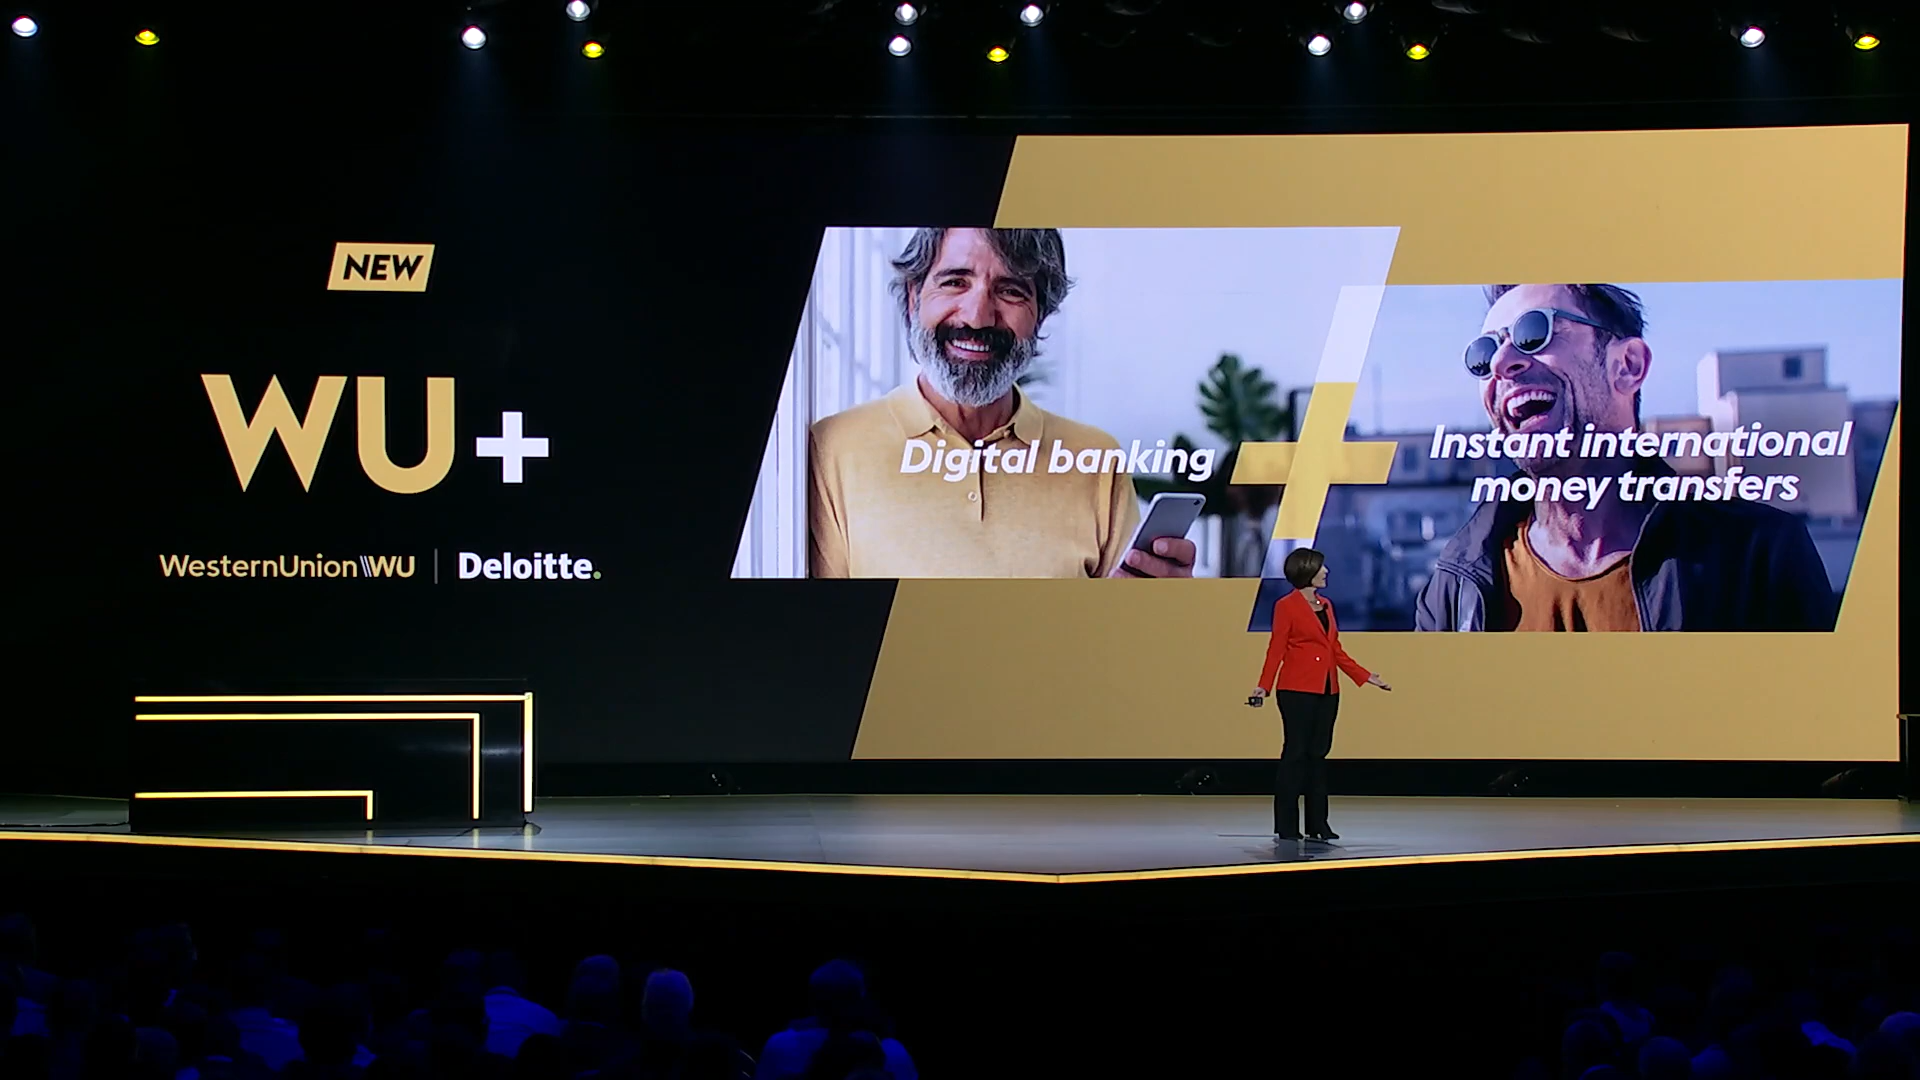 NEW
WU+
WesternUnion\\WU | Deloitte.
Digital banking
Instant international
money transfers